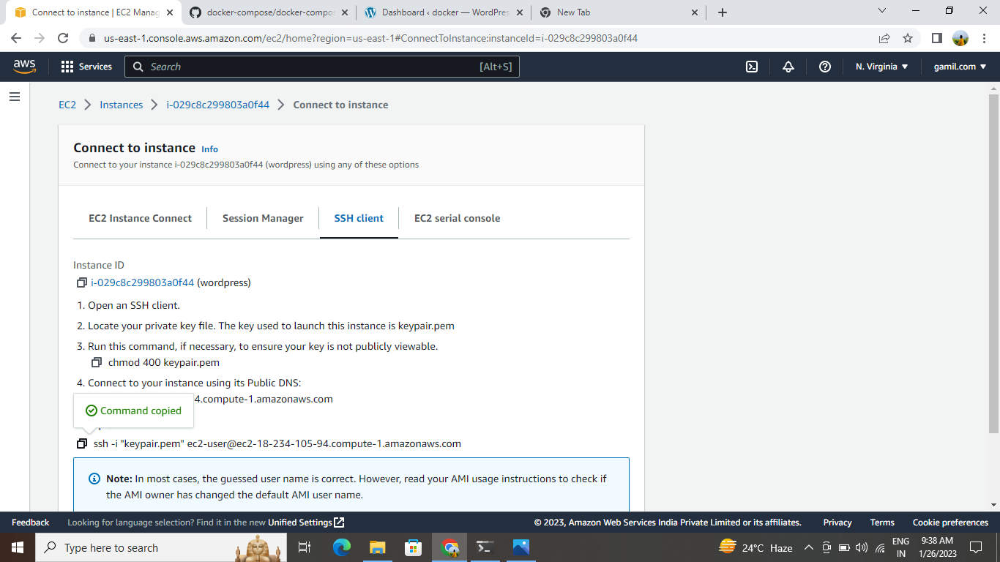 Connect to instance | EC2 Manag
docker-compose/docker-compo
Dashboard ‹ docker — WordPres
New Tab
us-east-1.console.aws.amazon.com/ec2/home?region=us-east-1#ConnectToInstance:instanceId=i-029c8c299803a0f44
aws
Services
Search
[Alt+S]
N. Virginia
gamil.com
EC2
Instances
i-029c8c299803a0f44
Connect to instance
Connect to instance Info
Connect to your instance i-029c8c299803a0f44 (wordpress) using any of these options
EC2 Instance Connect
Session Manager
SSH client
EC2 serial console
Instance ID
i-029c8c299803a0f44 (wordpress)
1. Open an SSH client.
2. Locate your private key file. The key used to launch this instance is keypair.pem
3. Run this command, if necessary, to ensure your key is not publicly viewable.
chmod 400 keypair.pem
4. Connect to your instance using its Public DNS:
4.compute-1.amazonaws.com
Command copied
ssh -i "keypair.pem" ec2-user@ec2-18-234-105-94.compute-1.amazonaws.com
Note: In most cases, the guessed user name is correct. However, read your AMI usage instructions to check if
the AMI owner has changed the default AMI user name.
Feedback
Looking for language selection? Find it in the new Unified Settings
© 2023, Amazon Web Services India Private Limited or its affiliates.
Privacy
Terms
Cookie preferences
Type here to search
24°C Haze
ENG
IN
9:38 AM
1/26/2023